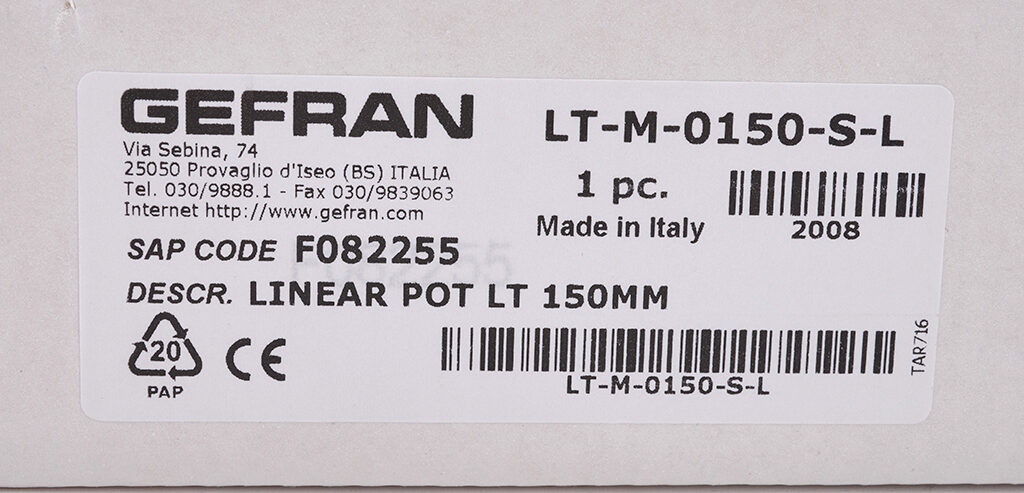 GEFRAN
Via Sebina, 74
25050 Provaglio d'Iseo (BS) ITALIA
Tel. 030/9888.1 - Fax 030/9839063
Internet http://www.gefran.com
LT-M-0150-S-L
1 pc.
Made in Italy
2008
SAP CODE F082255
F082255
DESCR. LINEAR POT LT 150MM
20
PAP
CE
LT-M-0150-S-L
TAR716